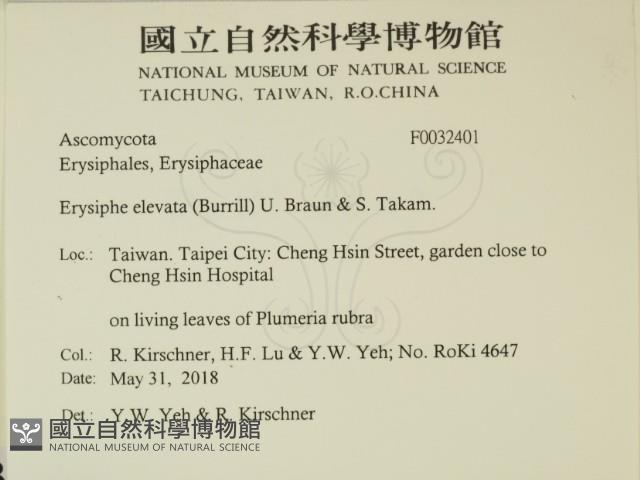 國立自然科學博物館
NATIONAL MUSEUM OF NATURAL SCIENCE
TAICHUNG, TAIWAN, R.O.CHINA
Ascomycota F0032401
Erysiphales, Erysiphaceae
Erysiphe elevata (Burrill) U. Braun & S. Takam.
Loc.: Taiwan. Taipei City: Cheng Hsin Street, garden close to
Cheng Hsin Hospital
on living leaves of Plumeria rubra
Col.: R. Kirschner, H.F. Lu & Y.W. Yeh; No. RoKi 4647
Date: May 31, 2018
Det.: Y.W. Yeh & R. Kirschner
國立自然科學博物館
NATIONAL MUSEUM OF NATURAL SCIENCE